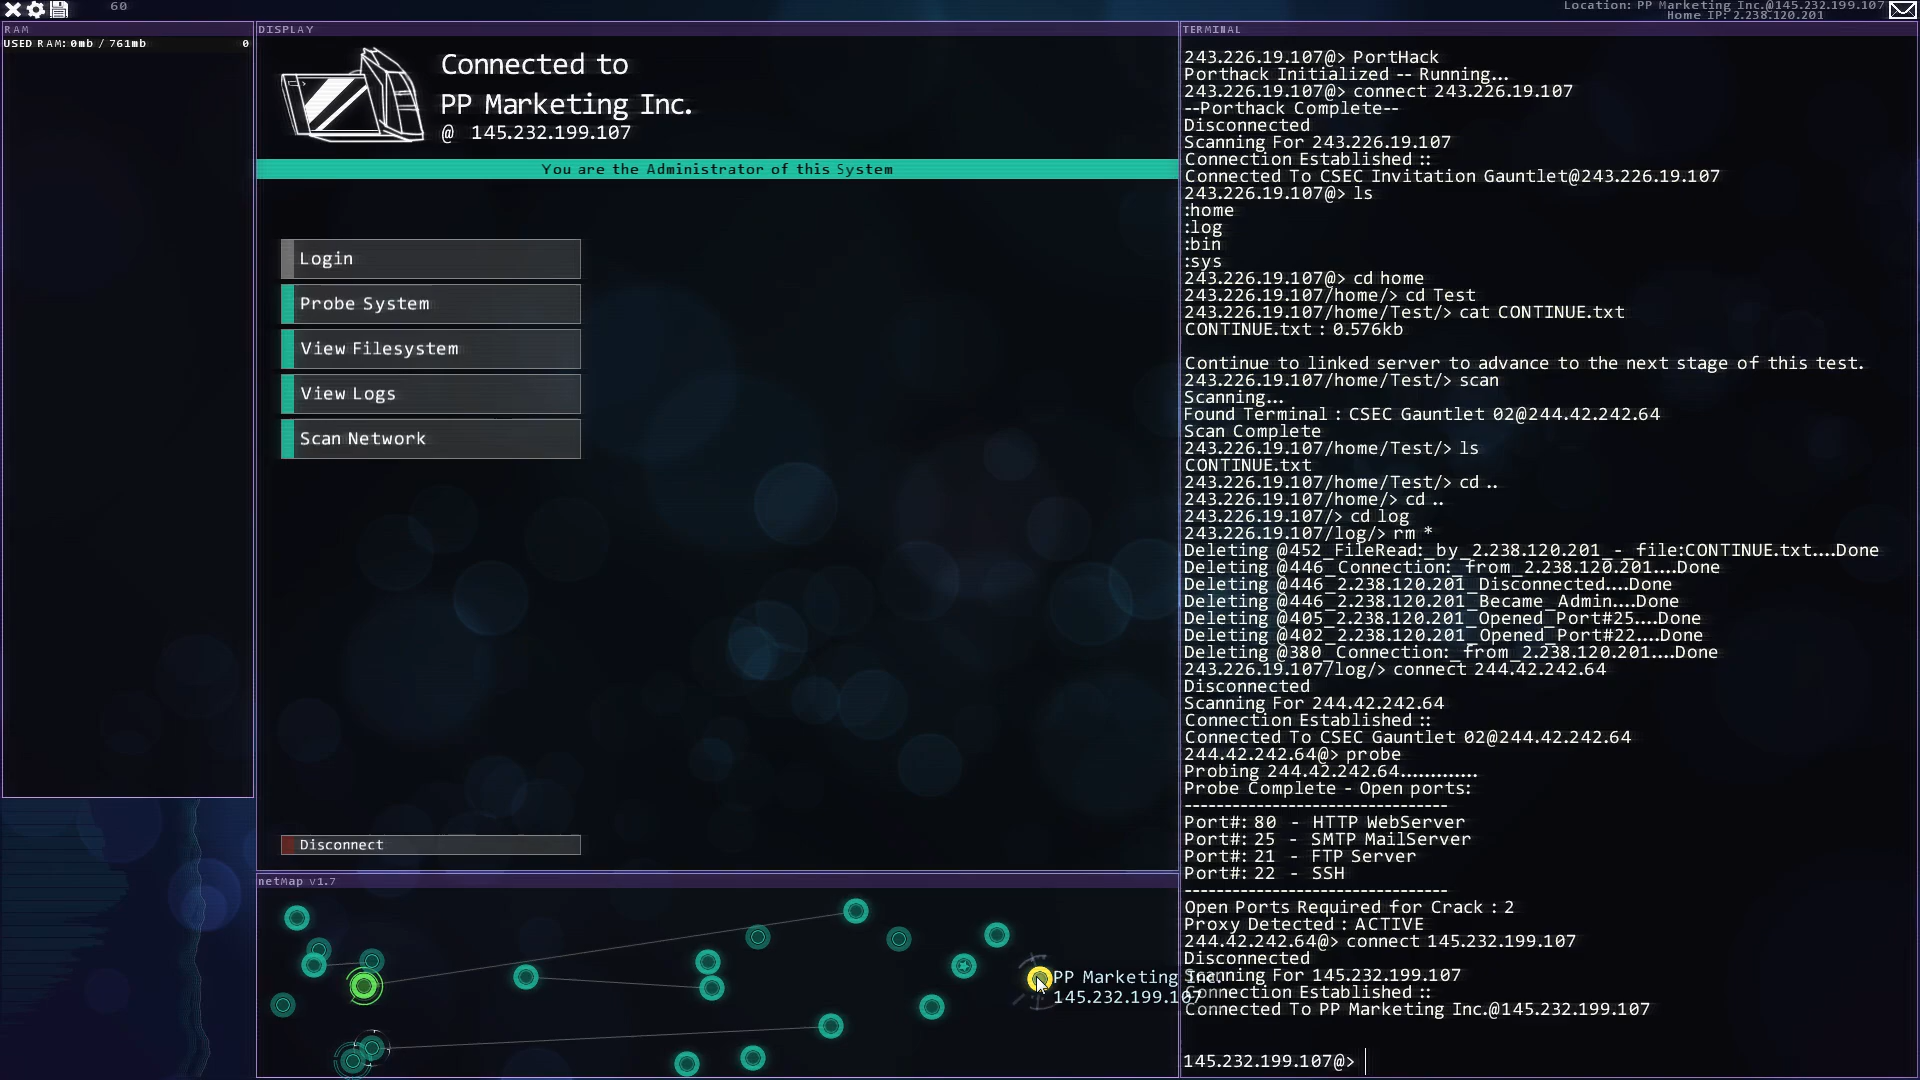 60
Location: PP Marketing Inc.@145.232.199.107
Home IP: 2.238.120.201
RAM
USED RAM: 0mb / 761mb 0
DISPLAY
Connected to
PP Marketing Inc.
@ 145.232.199.107
You are the Administrator of this System
Login
Probe System
View Filesystem
View Logs
Scan Network
Disconnect
netMap v1.7
PP Marketing Inc.
145.232.199.107
TERMINAL
243.226.19.107@> PortHack
Porthack Initialized -- Running...
243.226.19.107@> connect 243.226.19.107
--Porthack Complete--
Disconnected
Scanning For 243.226.19.107
Connection Established ::
Connected To CSEC Invitation Gauntlet@243.226.19.107
243.226.19.107@> ls
:home
:log
:bin
:sys
243.226.19.107@> cd home
243.226.19.107/home/> cd Test
243.226.19.107/home/Test/> cat CONTINUE.txt
CONTINUE.txt : 0.576kb
Continue to linked server to advance to the next stage of this test.
243.226.19.107/home/Test/> scan
Scanning...
Found Terminal : CSEC Gauntlet 02@244.42.242.64
Scan Complete
243.226.19.107/home/Test/> ls
CONTINUE.txt
243.226.19.107/home/Test/> cd ..
243.226.19.107/home/> cd ..
243.226.19.107/> cd log
243.226.19.107/log/> rm *
Deleting @452_FileRead:_by_2.238.120.201_-_file:CONTINUE.txt....Done
Deleting @446_Connection:_from_2.238.120.201....Done
Deleting @446_2.238.120.201_Disconnected....Done
Deleting @446_2.238.120.201_Became_Admin....Done
Deleting @405_2.238.120.201_Opened_Port#25....Done
Deleting @402_2.238.120.201_Opened_Port#22....Done
Deleting @380_Connection:_from_2.238.120.201....Done
243.226.19.107/log/> connect 244.42.242.64
Disconnected
Scanning For 244.42.242.64
Connection Established ::
Connected To CSEC Gauntlet 02@244.42.242.64
244.42.242.64@> probe
Probing 244.42.242.64.............
Probe Complete - Open ports:
---------------------------------
Port#: 80 - HTTP WebServer
Port#: 25 - SMTP MailServer
Port#: 21 - FTP Server
Port#: 22 - SSH
---------------------------------
Open Ports Required for Crack : 2
Proxy Detected : ACTIVE
244.42.242.64@> connect 145.232.199.107
Disconnected
Scanning For 145.232.199.107
Connection Established ::
Connected To PP Marketing Inc.@145.232.199.107
145.232.199.107@>